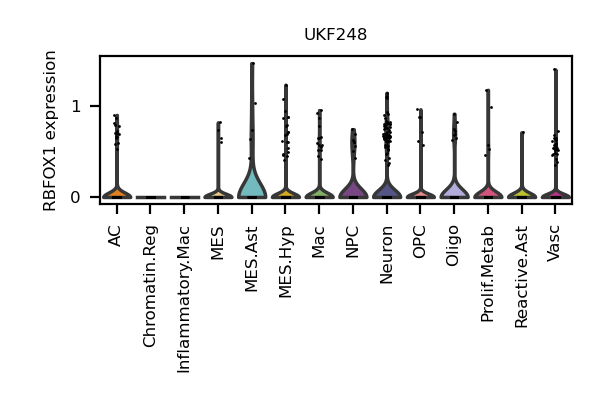 UKF248
RBFOX1 expression
1
0
AC
Chromatin.Reg
Inflammatory.Mac
MES
MES.Ast
MES.Hyp
Mac
NPC
Neuron
OPC
Oligo
Prolif.Metab
Reactive.Ast
Vasc